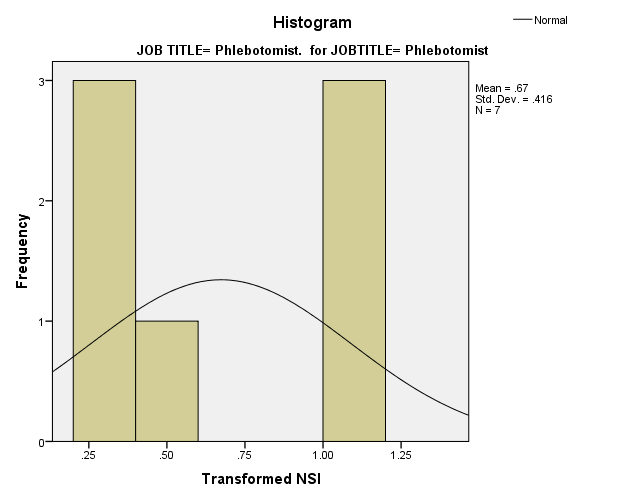 Histogram
Normal
JOB TITLE= Phlebotomist.  for JOBTITLE= Phlebotomist
Mean = .67
Std. Dev. = .416
N = 7
Frequency
3
2
1
0
.25 .50 .75 1.00 1.25
Transformed NSI